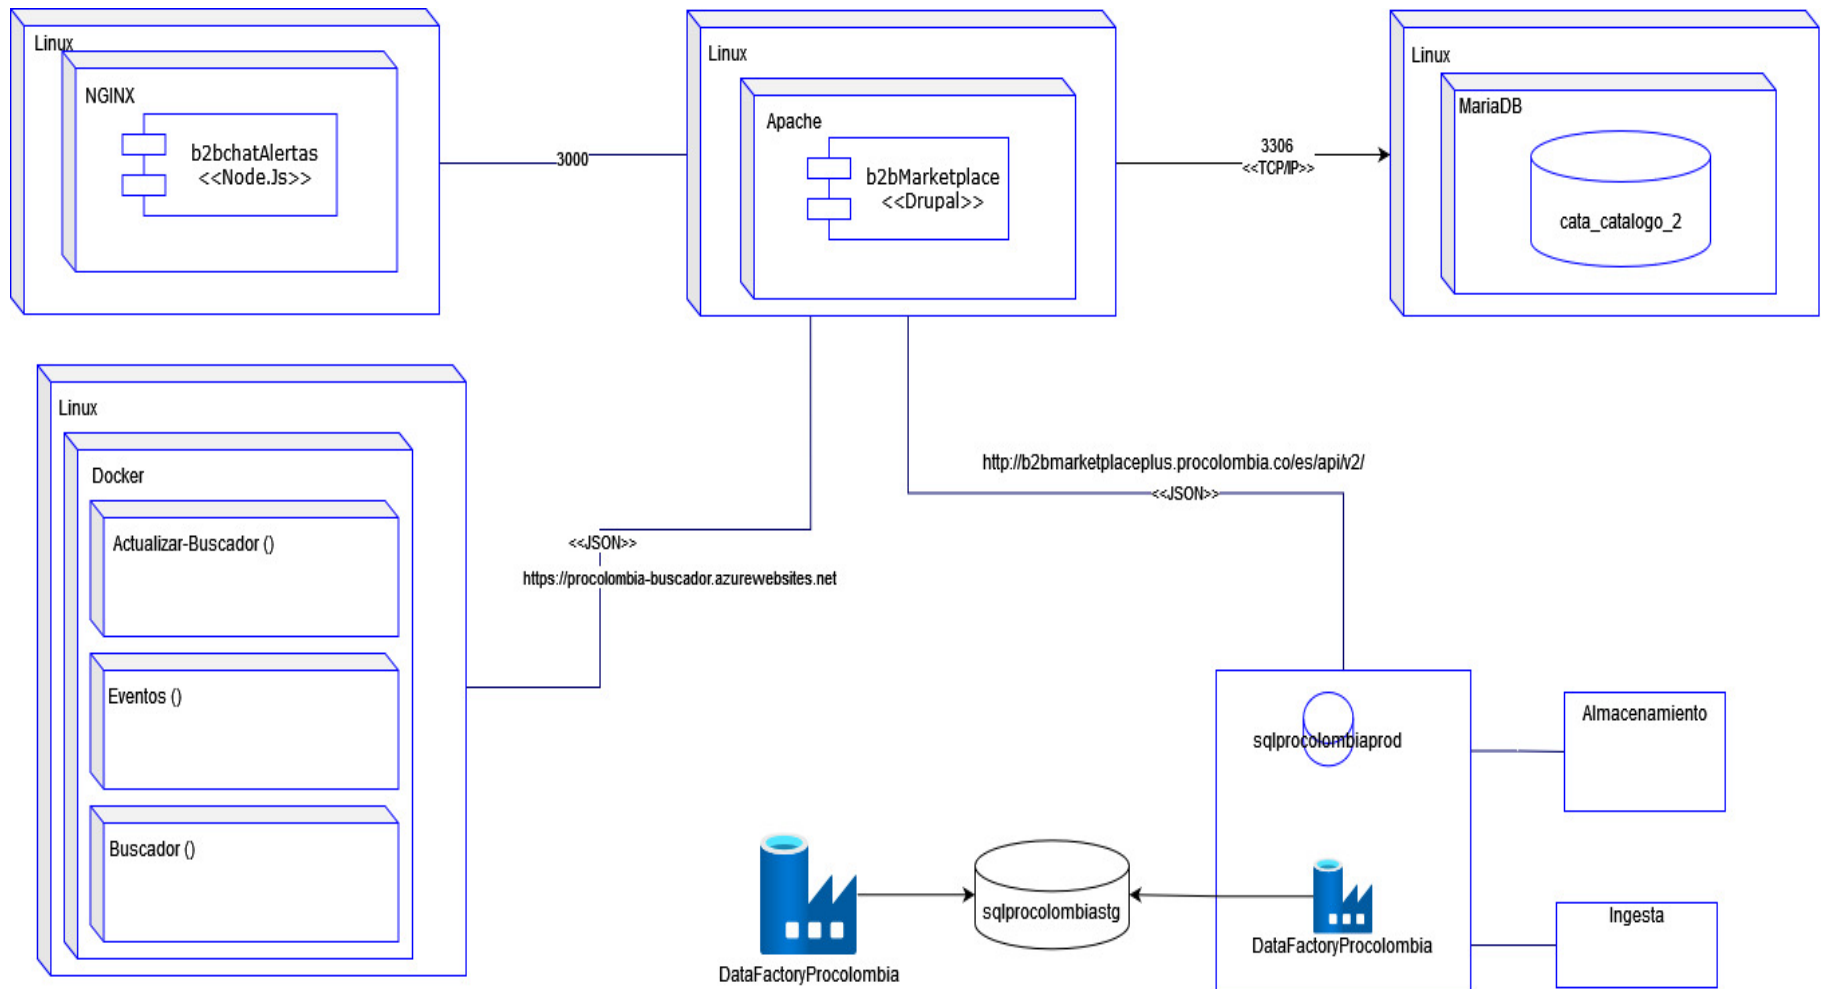 Linux
NGINX
b2bchatAlertas
<<Node.Js>>
3000
Linux
Apache
b2bMarketplace
<<Drupal>>
3306
<<TCP/IP>>
Linux
MariaDB
cata_catalogo_2
Linux
Docker
Actualizar-Buscador ()
Eventos ()
Buscador ()
<<JSON>>
https://procolombia-buscador.azurewebsites.net
http://b2bmarketplaceplus.procolombia.co/es/api/v2/
<<JSON>>
sqlprocolombiaprod
Almacenamiento
DataFactoryProcolombia
sqlprocolombiastg
DataFactoryProcolombia
Ingesta